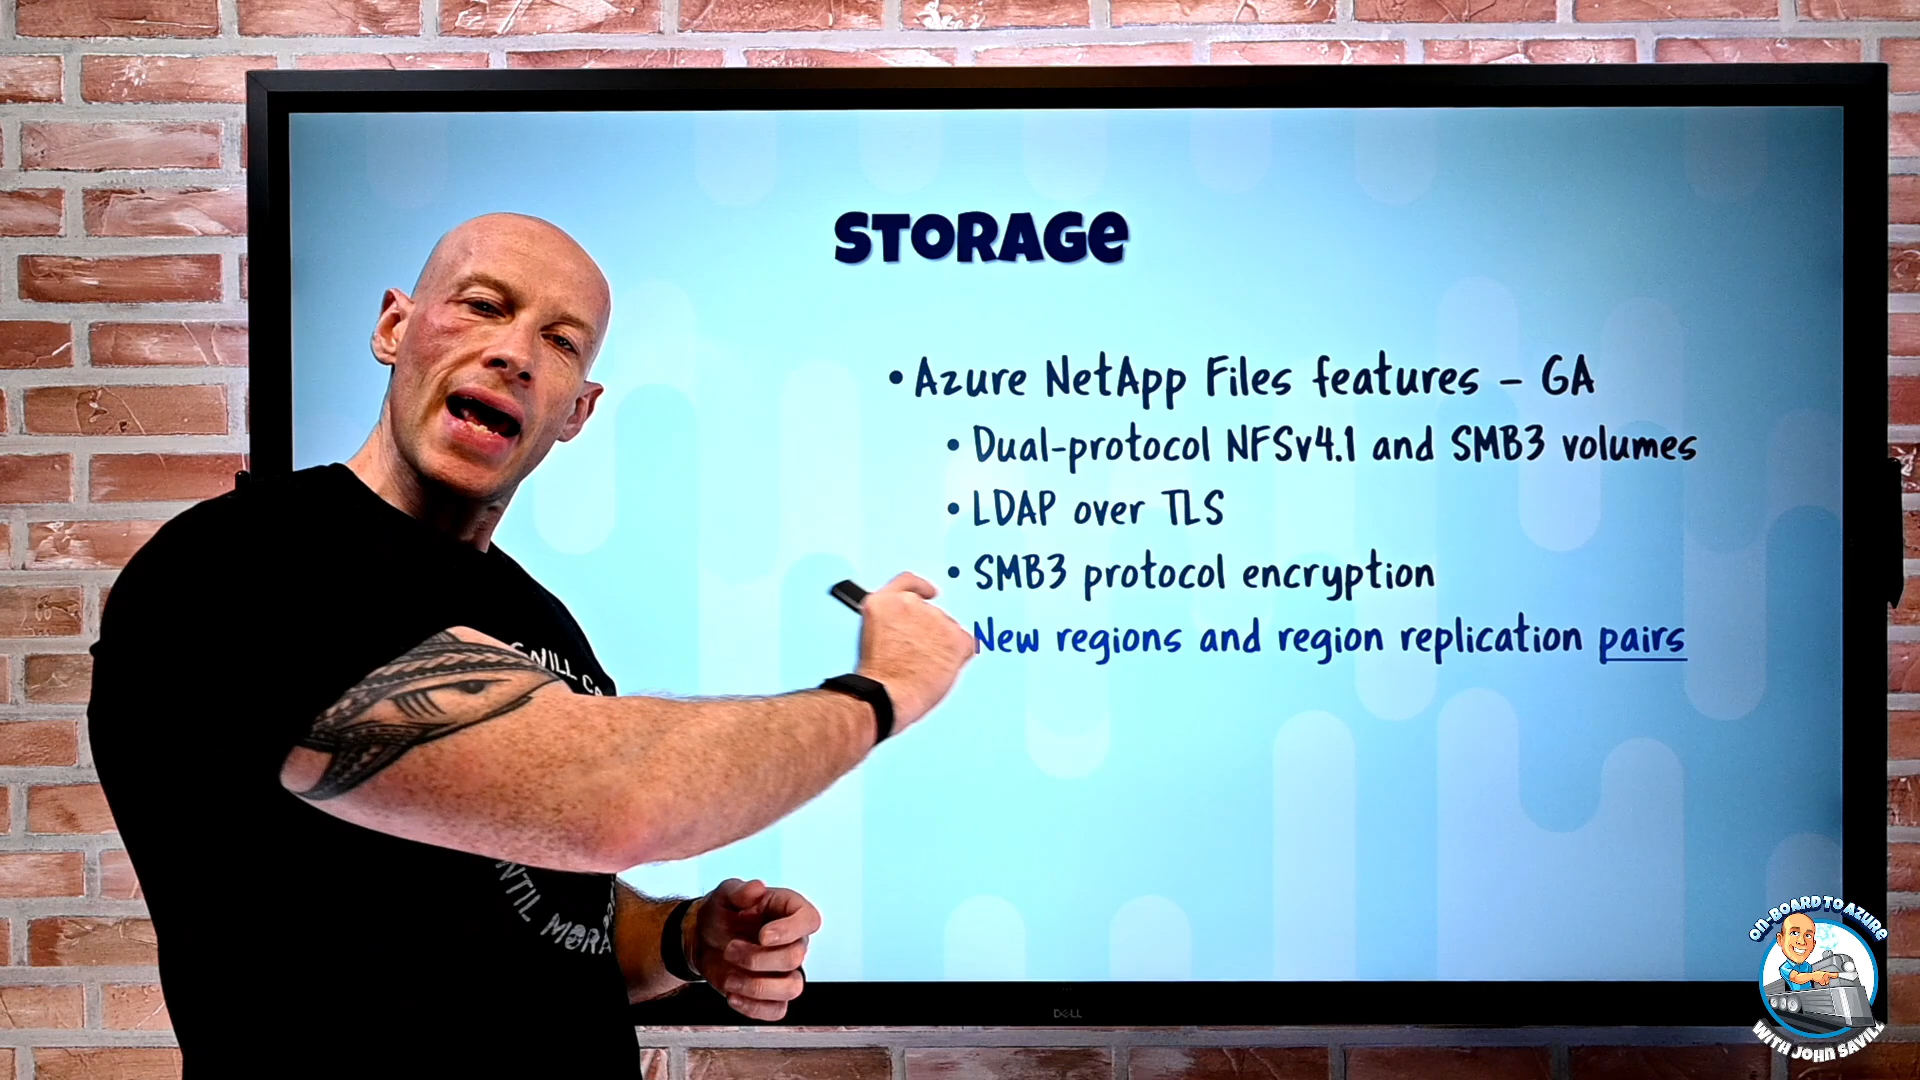 STORAGE
• Azure NetApp Files features – GA
• Dual-protocol NFSv4.1 and SMB3 volumes
• LDAP over TLS
• SMB3 protocol encryption
New regions and region replication pairs
DELL
ON-BOARD TO AZURE
WITH JOHN SAVILL